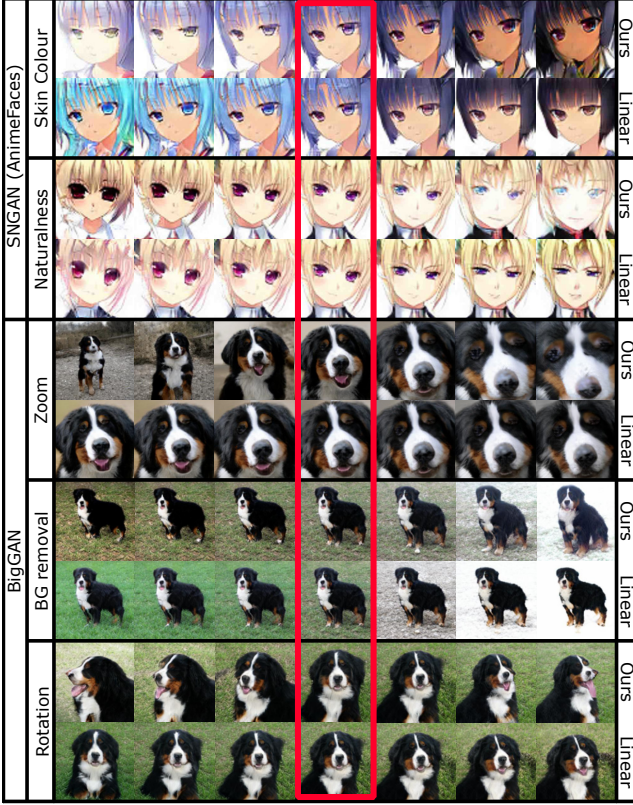 SNGAN (AnimeFaces)
Skin Colour
Ours
Linear
Naturalness
Ours
Linear
BigGAN
Zoom
Ours
Linear
BG removal
Ours
Linear
Rotation
Ours
Linear